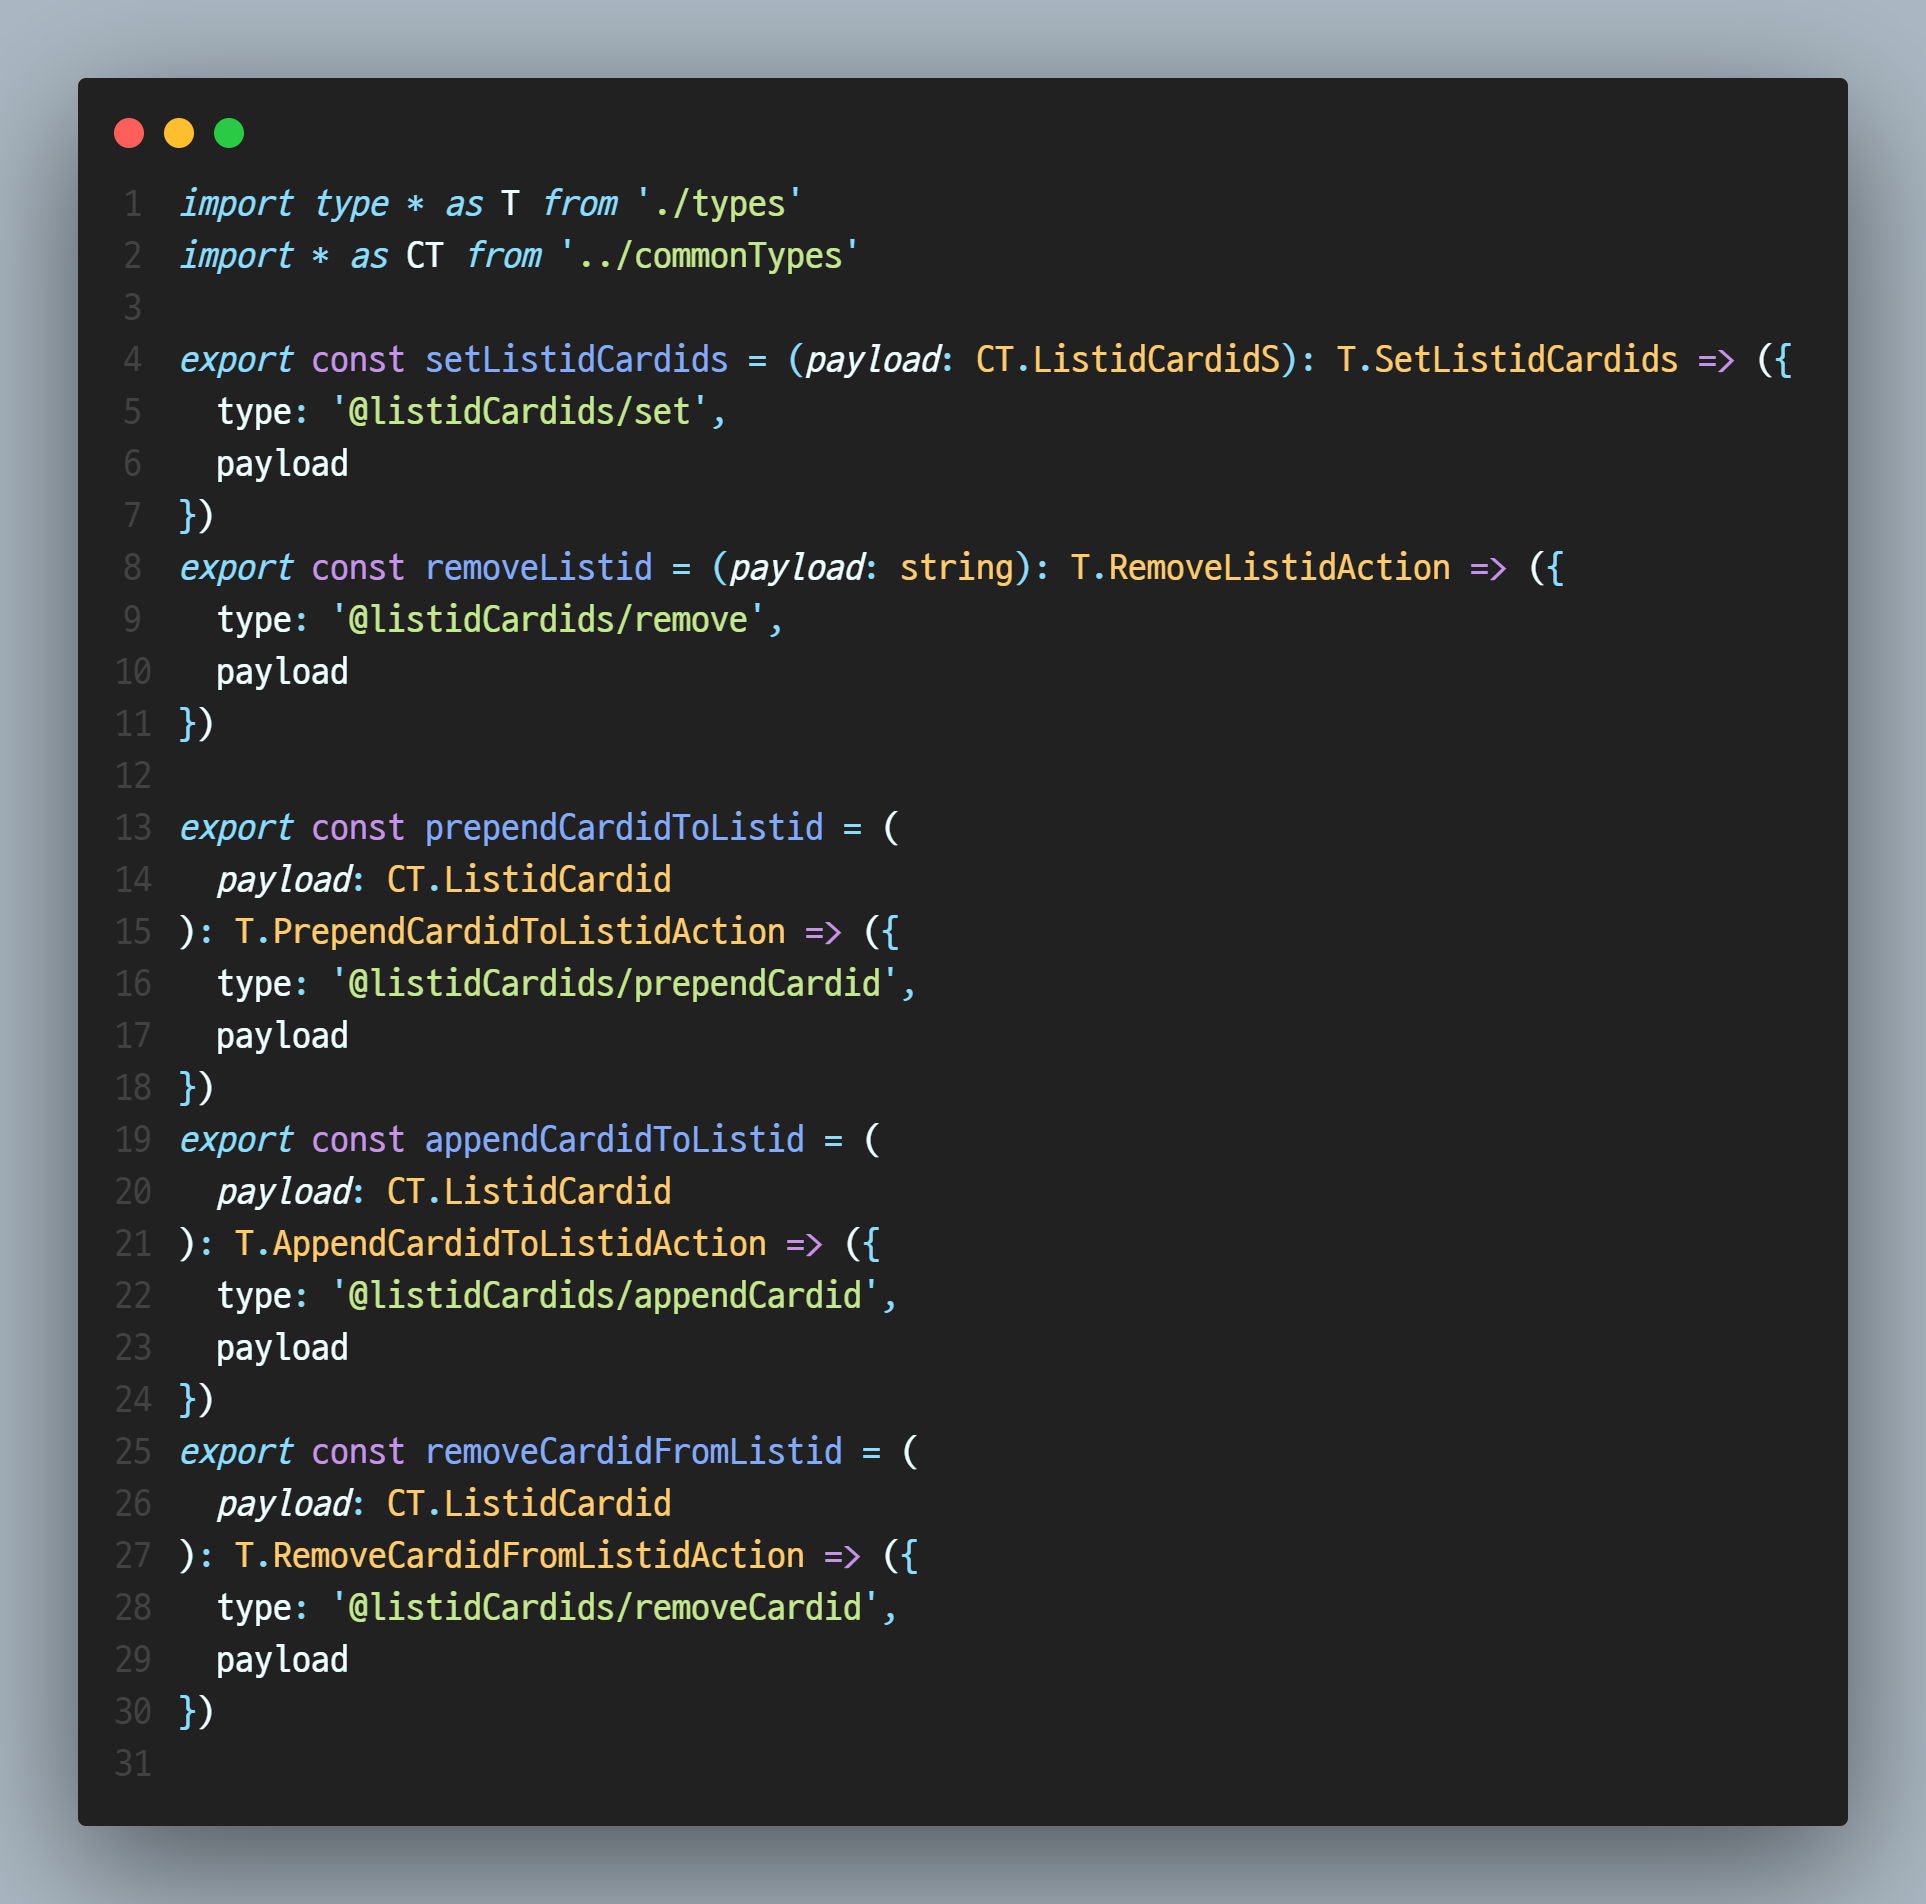 1 import type * as T from './types'
2 import * as CT from '../commonTypes'
3
4 export const setListidCardids = (payload: CT.ListidCardidS): T.SetListidCardids => ({
5   type: '@listidCardids/set',
6   payload
7 })
8 export const removeListid = (payload: string): T.RemoveListidAction => ({
9   type: '@listidCardids/remove',
10   payload
11 })
12
13 export const prependCardidToListid = (
14   payload: CT.ListidCardid
15 ): T.PrependCardidToListidAction => ({
16   type: '@listidCardids/prependCardid',
17   payload
18 })
19 export const appendCardidToListid = (
20   payload: CT.ListidCardid
21 ): T.AppendCardidToListidAction => ({
22   type: '@listidCardids/appendCardid',
23   payload
24 })
25 export const removeCardidFromListid = (
26   payload: CT.ListidCardid
27 ): T.RemoveCardidFromListidAction => ({
28   type: '@listidCardids/removeCardid',
29   payload
30 })
31